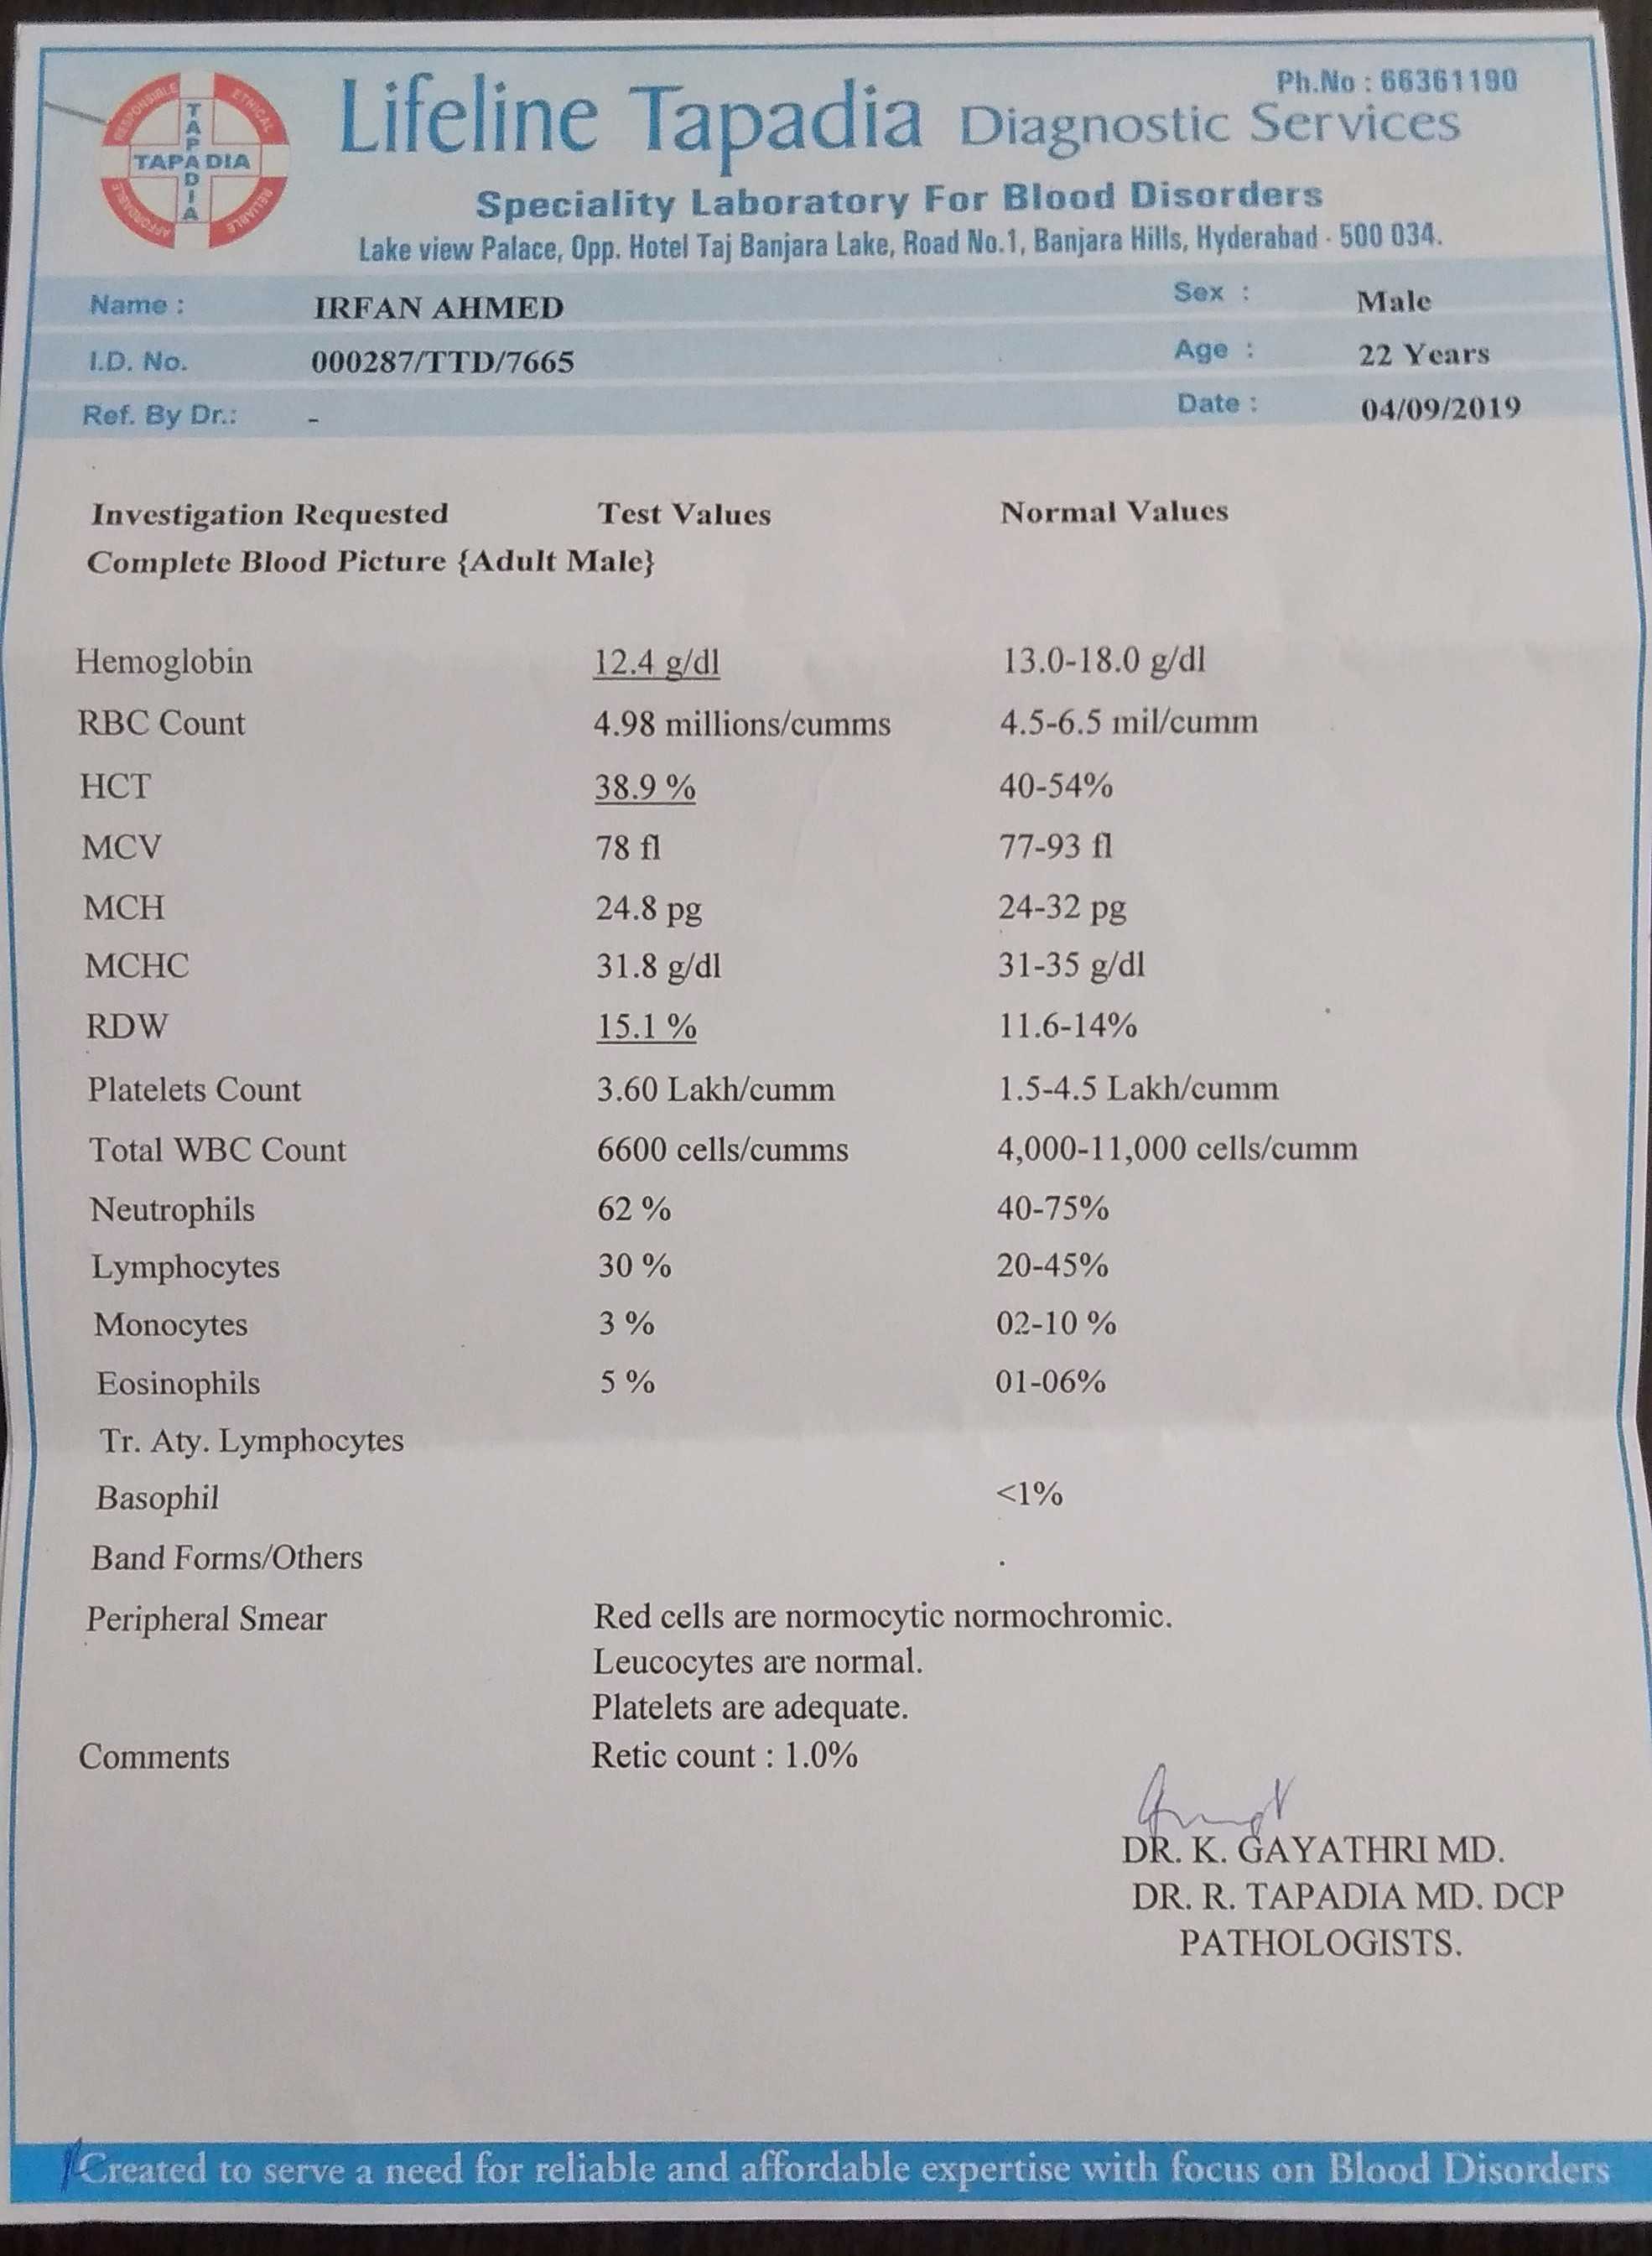 Ph.No : 66361190
RESPONSIBLE ETHICAL
TAPADIA
TAPADIA
AFFORDABLE RELIABLE
Lifeline Tapadia Diagnostic Services
Speciality Laboratory For Blood Disorders
Lake view Palace, Opp. Hotel Taj Banjara Lake, Road No.1, Banjara Hills, Hyderabad - 500 034.
Name : IRFAN AHMED Sex : Male
I.D. No. 000287/TTD/7665 Age : 22 Years
Ref. By Dr.: - Date : 04/09/2019
Investigation Requested Test Values Normal Values
Complete Blood Picture {Adult Male}
Hemoglobin 12.4 g/dl 13.0-18.0 g/dl
RBC Count 4.98 millions/cumms 4.5-6.5 mil/cumm
HCT 38.9 % 40-54%
MCV 78 fl 77-93 fl
MCH 24.8 pg 24-32 pg
MCHC 31.8 g/dl 31-35 g/dl
RDW 15.1 % 11.6-14%
Platelets Count 3.60 Lakh/cumm 1.5-4.5 Lakh/cumm
Total WBC Count 6600 cells/cumms 4,000-11,000 cells/cumm
Neutrophils 62 % 40-75%
Lymphocytes 30 % 20-45%
Monocytes 3 % 02-10 %
Eosinophils 5 % 01-06%
Tr. Aty. Lymphocytes
Basophil <1%
Band Forms/Others .
Peripheral Smear Red cells are normocytic normochromic.
Leucocytes are normal.
Platelets are adequate.
Comments Retic count : 1.0%
DR. K. GAYATHRI MD.
DR. R. TAPADIA MD. DCP
PATHOLOGISTS.
Created to serve a need for reliable and affordable expertise with focus on Blood Disorders